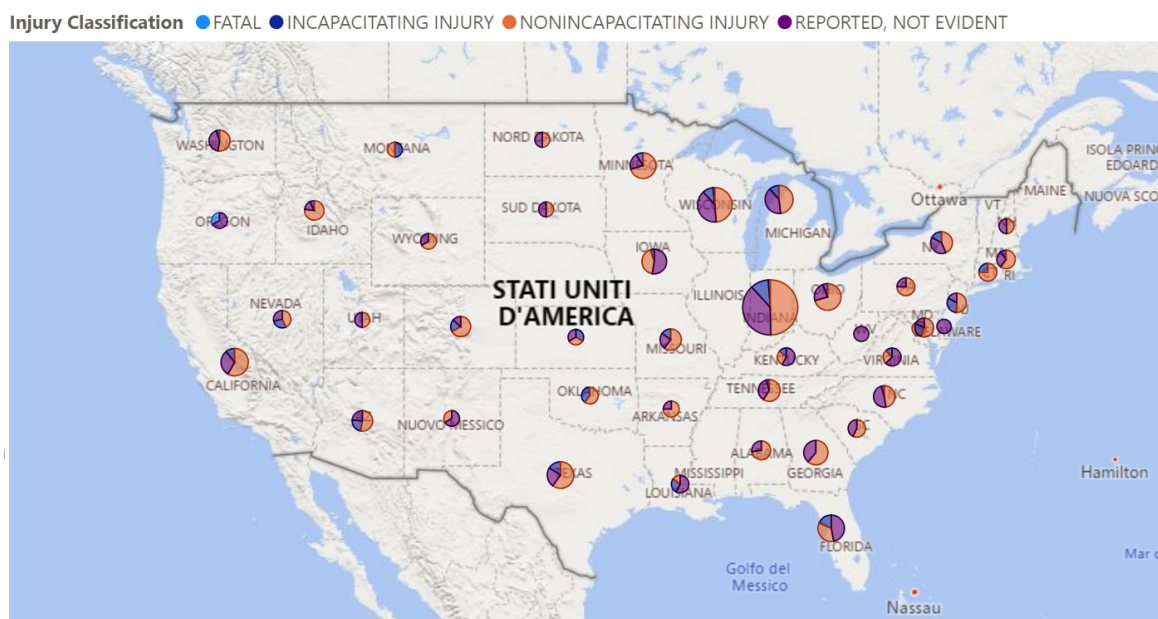 Injury Classification FATAL INCAPACITATING INJURY NONINCAPACITATING INJURY REPORTED, NOT EVIDENT
WASHINGTON
MONTANA
NORD DAKOTA
MINNESOTA
ISOLA PRINC
EDOARD
Ottawa
MAINE
NUOVA SCO
VT
OREGON
IDAHO
SUD DAKOTA
WISCONSIN
MICHIGAN
NH
WYOMING
IOWA
MA
RI
STATI UNITI
D'AMERICA
NEVADA
UTAH
ILLINOIS
INDIANA
OHIO
MD
DELAWARE
WV
MISSOURI
KENTUCKY
VIRGINIA
CALIFORNIA
OKLAHOMA
TENNESSEE
NC
NUOVO MESSICO
ARKANSAS
SC
TEXAS
ALABAMA
MISSISSIPPI
GEORGIA
LOUISIANA
Hamilton
FLORIDA
Golfo del
Messico
Mar d
Nassau